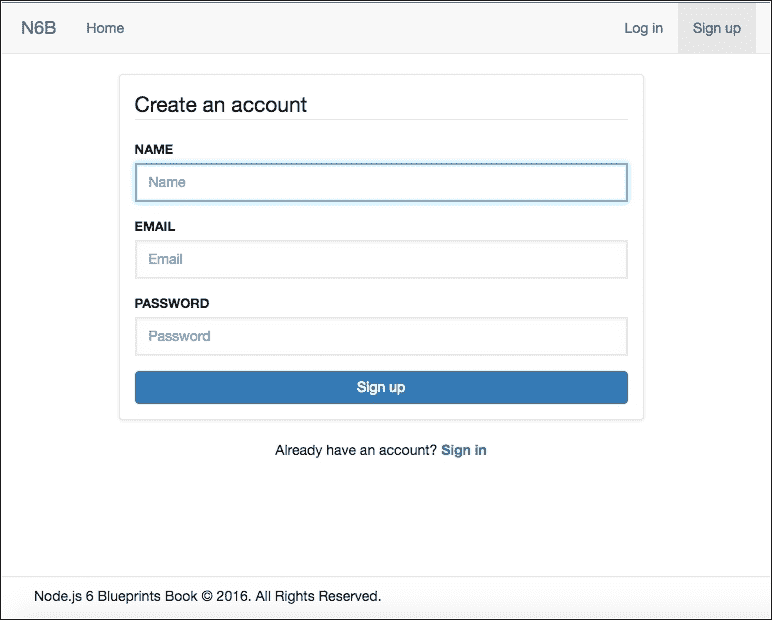 N6B Home Log in Sign up
Create an account
NAME
Name
EMAIL
Email
PASSWORD
Password
Sign up
Already have an account? Sign in
Node.js 6 Blueprints Book © 2016. All Rights Reserved.